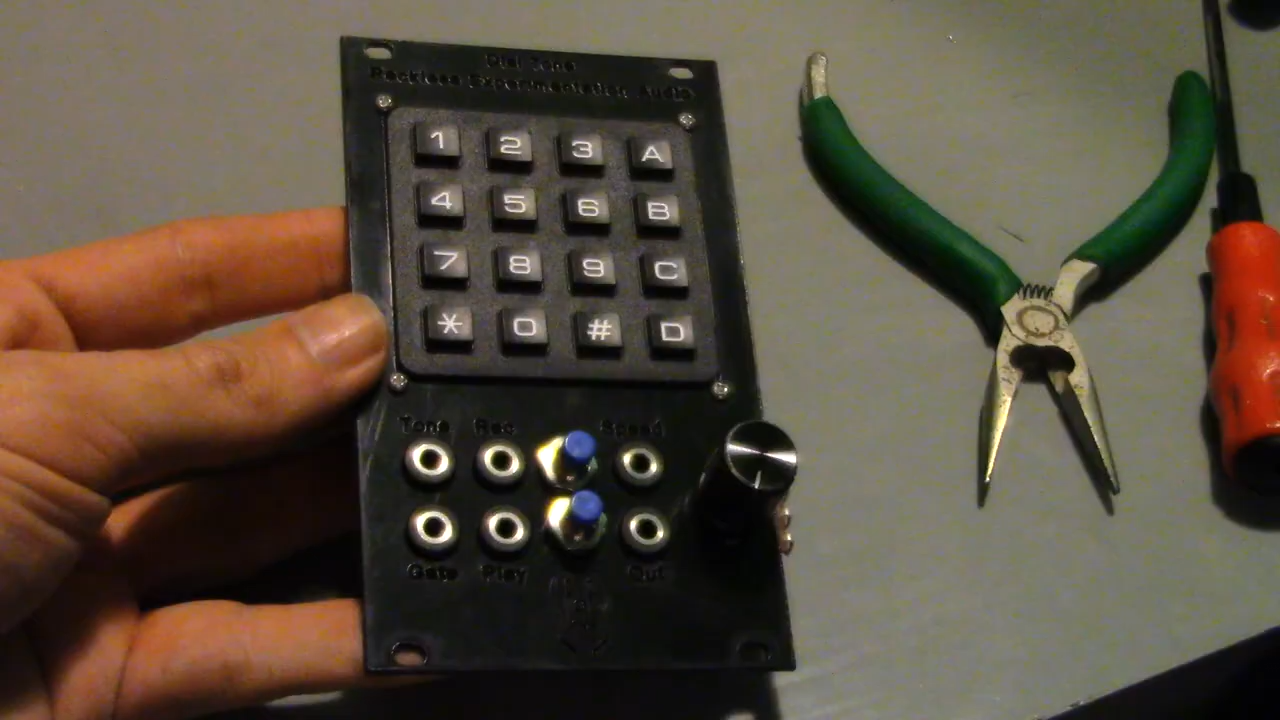 Dial Tone
Reckless Experimentation Audio
1 2 3 A
4 5 6 B
7 8 9 C
* 0 # D
Tone Rec Speed
Gate Play Out